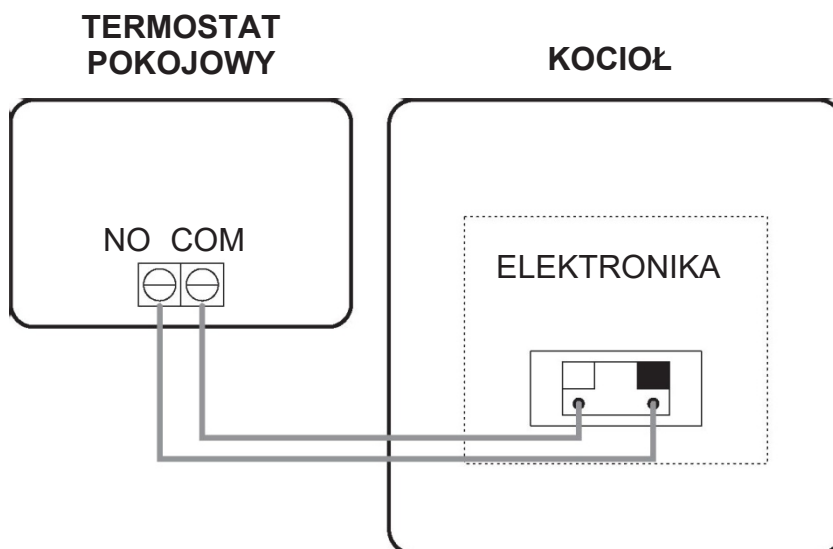 TERMOSTAT
POKOJOWY
KOCIOŁ
NO COM
ELEKTRONIKA